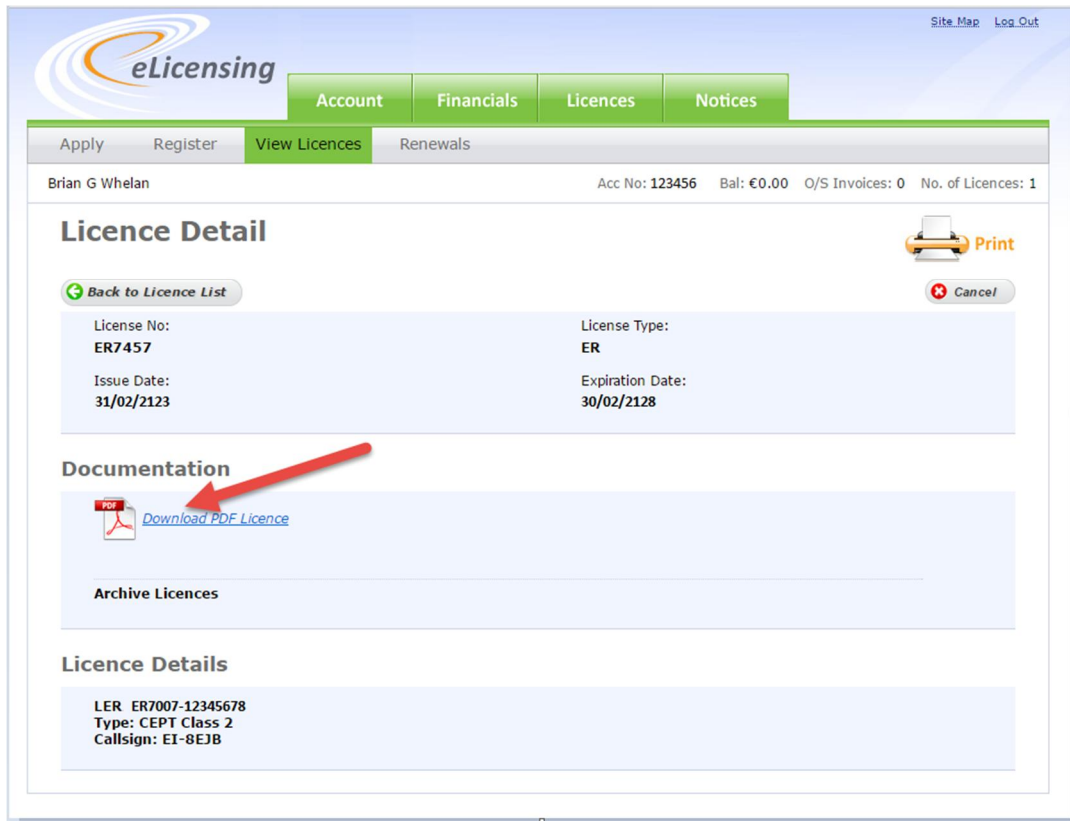 Site Map Log Out
eLicensing
Account Financials Licences Notices
Apply Register View Licences Renewals
Brian G Whelan Acc No: 123456 Bal: €0.00 O/S Invoices: 0 No. of Licences: 1
Licence Detail
Print
Back to Licence List Cancel
License No: License Type:
ER7457 ER
Issue Date: Expiration Date:
31/02/2123 30/02/2128
Documentation
PDF
Download PDF Licence
Archive Licences
Licence Details
LER ER7007-12345678
Type: CEPT Class 2
Callsign: EI-8EJB